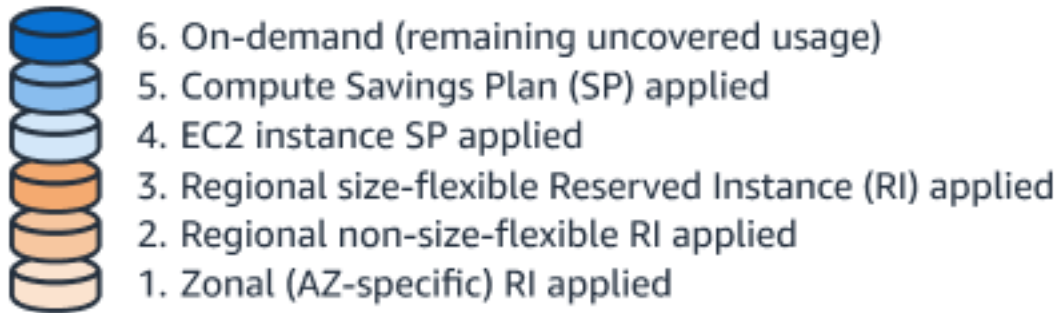 6. On-demand (remaining uncovered usage)
5. Compute Savings Plan (SP) applied
4. EC2 instance SP applied
3. Regional size-flexible Reserved Instance (RI) applied
2. Regional non-size-flexible RI applied
1. Zonal (AZ-specific) RI applied